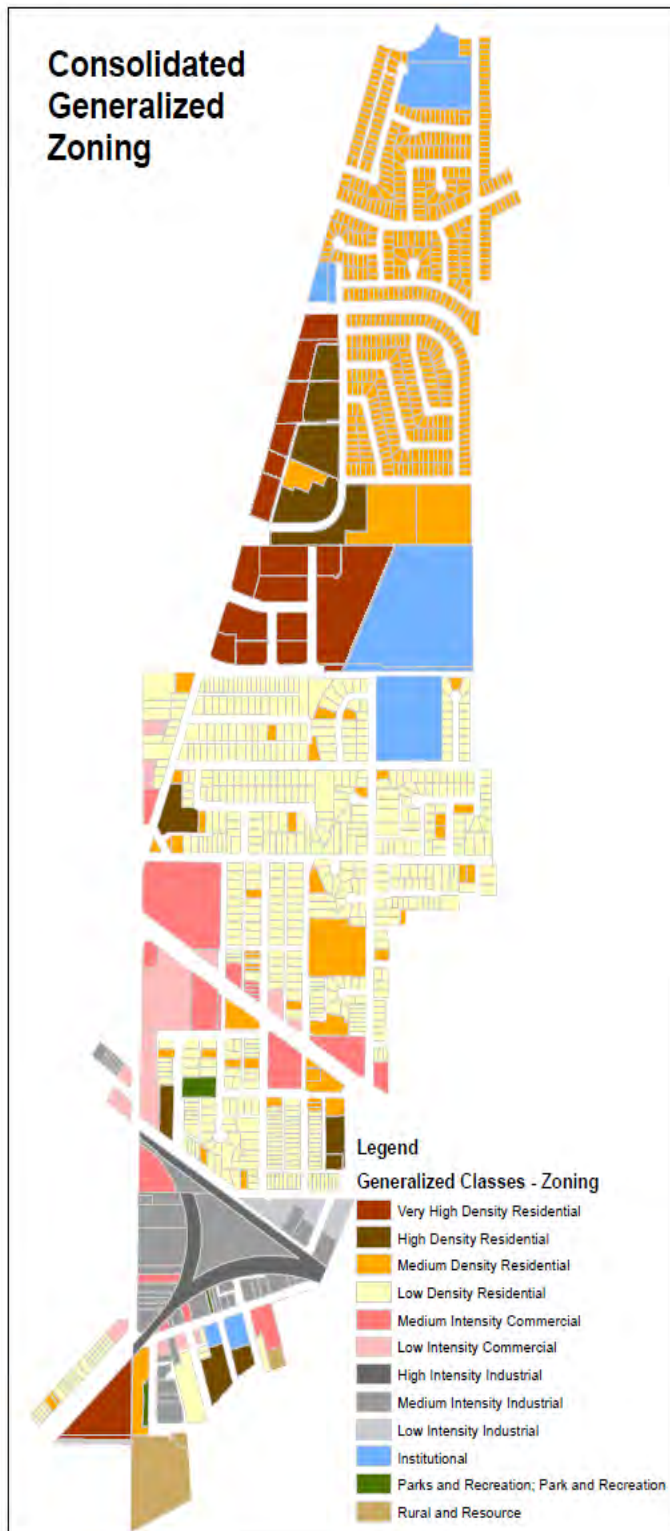 Consolidated
Generalized
Zoning
Legend
Generalized Classes - Zoning
Very High Density Residential
High Density Residential
Medium Density Residential
Low Density Residential
Medium Intensity Commercial
Low Intensity Commercial
High Intensity Industrial
Medium Intensity Industrial
Low Intensity Industrial
Institutional
Parks and Recreation; Park and Recreation
Rural and Resource